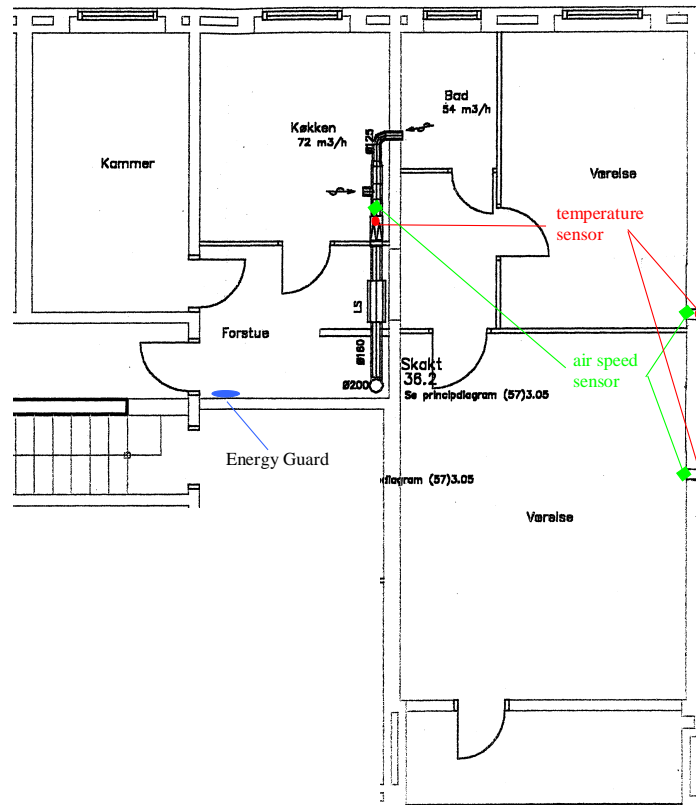 Bad
54 m3/h
Køkken
72 m3/h
Ø125
Kammer
Værelse
temperature
sensor
LS
Forstue
Ø160
Skakt
36.2
air speed
sensor
Ø200
Se principdiagram (57)3.05
Energy Guard
diagram (57)3.05
Værelse